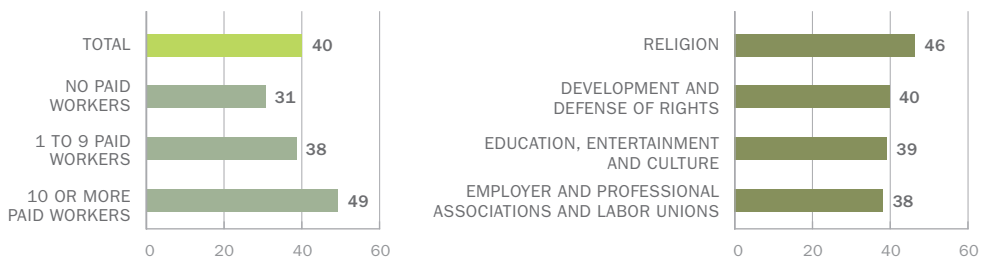 TOTAL
40
NO PAID
WORKERS
31
1 TO 9 PAID
WORKERS
38
10 OR MORE
PAID WORKERS
49
0 20 40 60
RELIGION
46
DEVELOPMENT AND
DEFENSE OF RIGHTS
40
EDUCATION, ENTERTAINMENT
AND CULTURE
39
EMPLOYER AND PROFESSIONAL
ASSOCIATIONS AND LABOR UNIONS
38
0 20 40 60